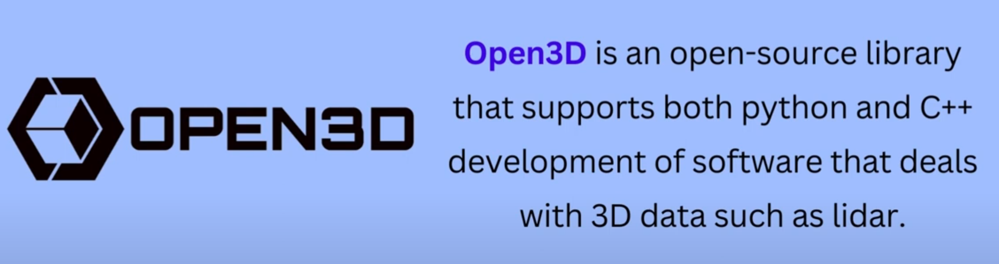 OPEN3D
Open3D is an open-source library
that supports both python and C++
development of software that deals
with 3D data such as lidar.